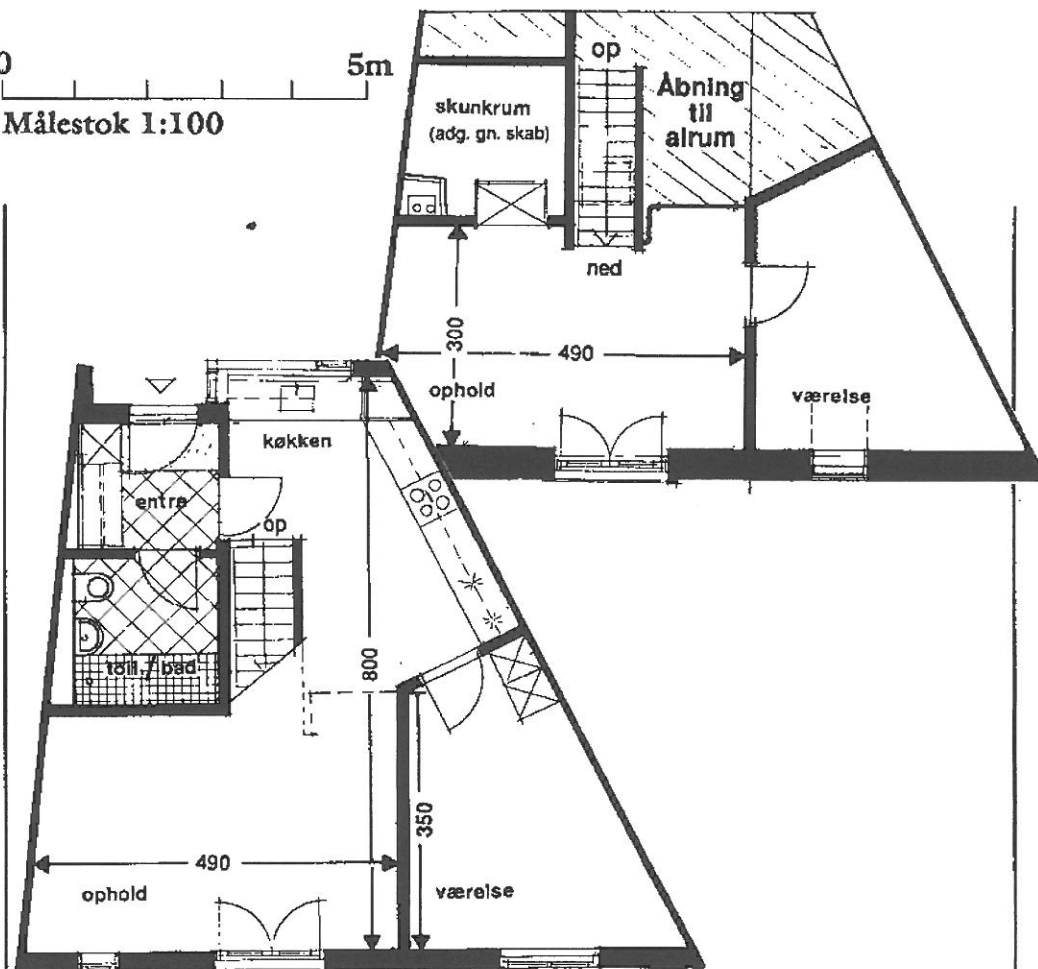 0 5m
Målestok 1:100
op
Åbning
til
alrum
skunkrum
(adg. gn. skab)
ned
300
490
ophold
værelse
køkken
entre
op
toil./bad
800
350
490
ophold
værelse